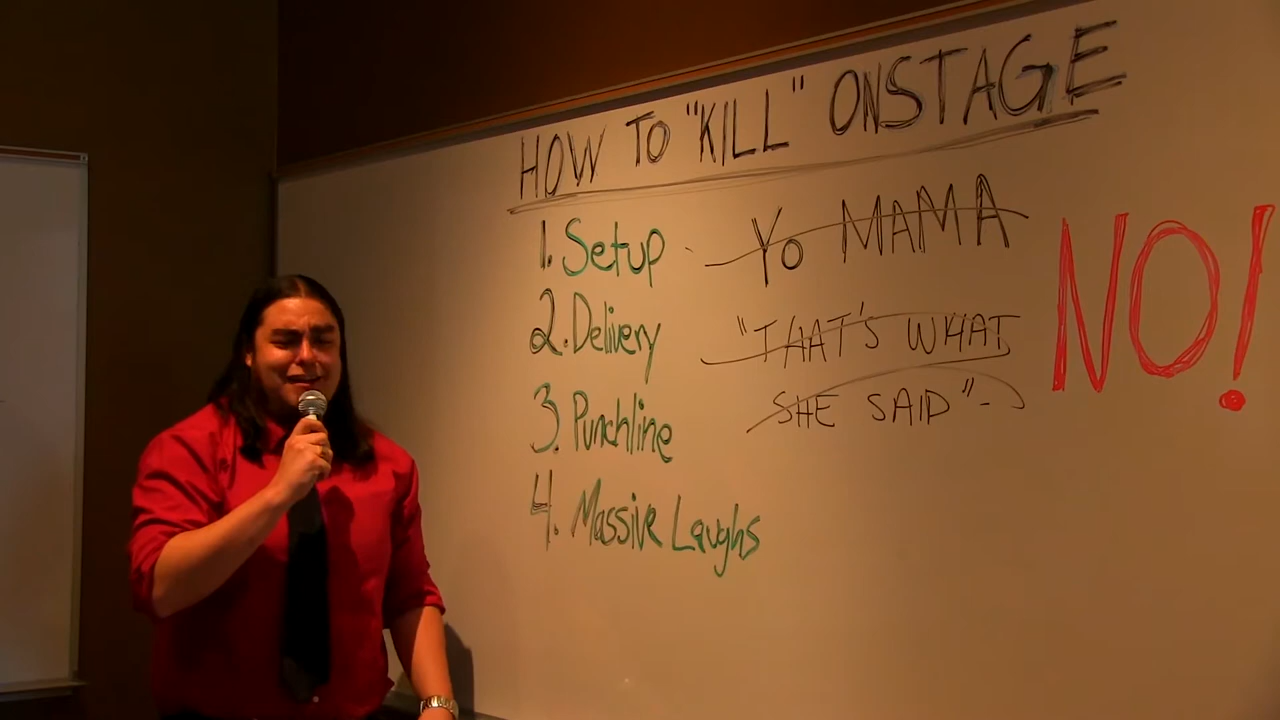 HOW TO "KILL" ONSTAGE
1. Setup
2. Delivery
3. Punchline
4. Massive Laughs
YO MAMA
"THAT'S WHAT
SHE SAID"-
NO!